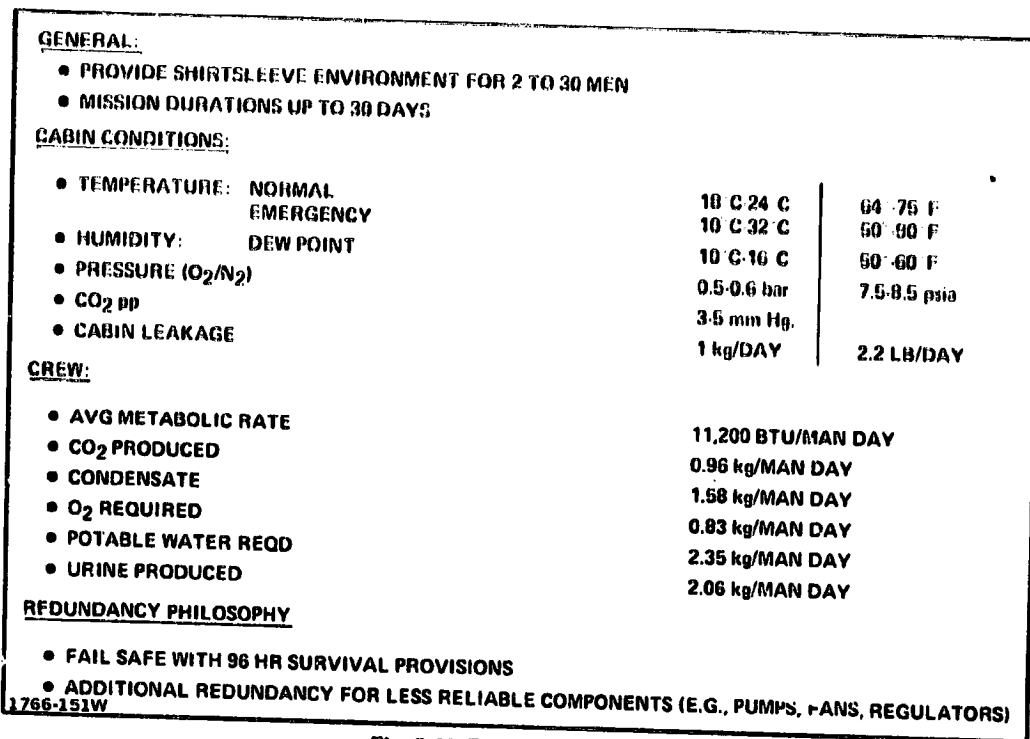 GENERAL:
● PROVIDE SHIRTSLEEVE ENVIRONMENT FOR 2 TO 30 MEN
● MISSION DURATIONS UP TO 30 DAYS
CABIN CONDITIONS:
● TEMPERATURE: NORMAL 18°C-24°C 64°-75°F
EMERGENCY 10°C-32°C 50°-90°F
● HUMIDITY: DEW POINT 10°C-16°C 50°-60°F
● PRESSURE (O2/N2) 0.5-0.6 bar 7.5-8.5 psia
● CO2 pp 3-5 mm Hg.
● CABIN LEAKAGE 1 kg/DAY 2.2 LB/DAY
CREW:
● AVG METABOLIC RATE 11,200 BTU/MAN DAY
● CO2 PRODUCED 0.96 kg/MAN DAY
● CONDENSATE 1.58 kg/MAN DAY
● O2 REQUIRED 0.83 kg/MAN DAY
● POTABLE WATER REQD 2.35 kg/MAN DAY
● URINE PRODUCED 2.06 kg/MAN DAY
REDUNDANCY PHILOSOPHY
● FAIL SAFE WITH 96 HR SURVIVAL PROVISIONS
● ADDITIONAL REDUNDANCY FOR LESS RELIABLE COMPONENTS (E.G., PUMPS, FANS, REGULATORS)
1766-151W